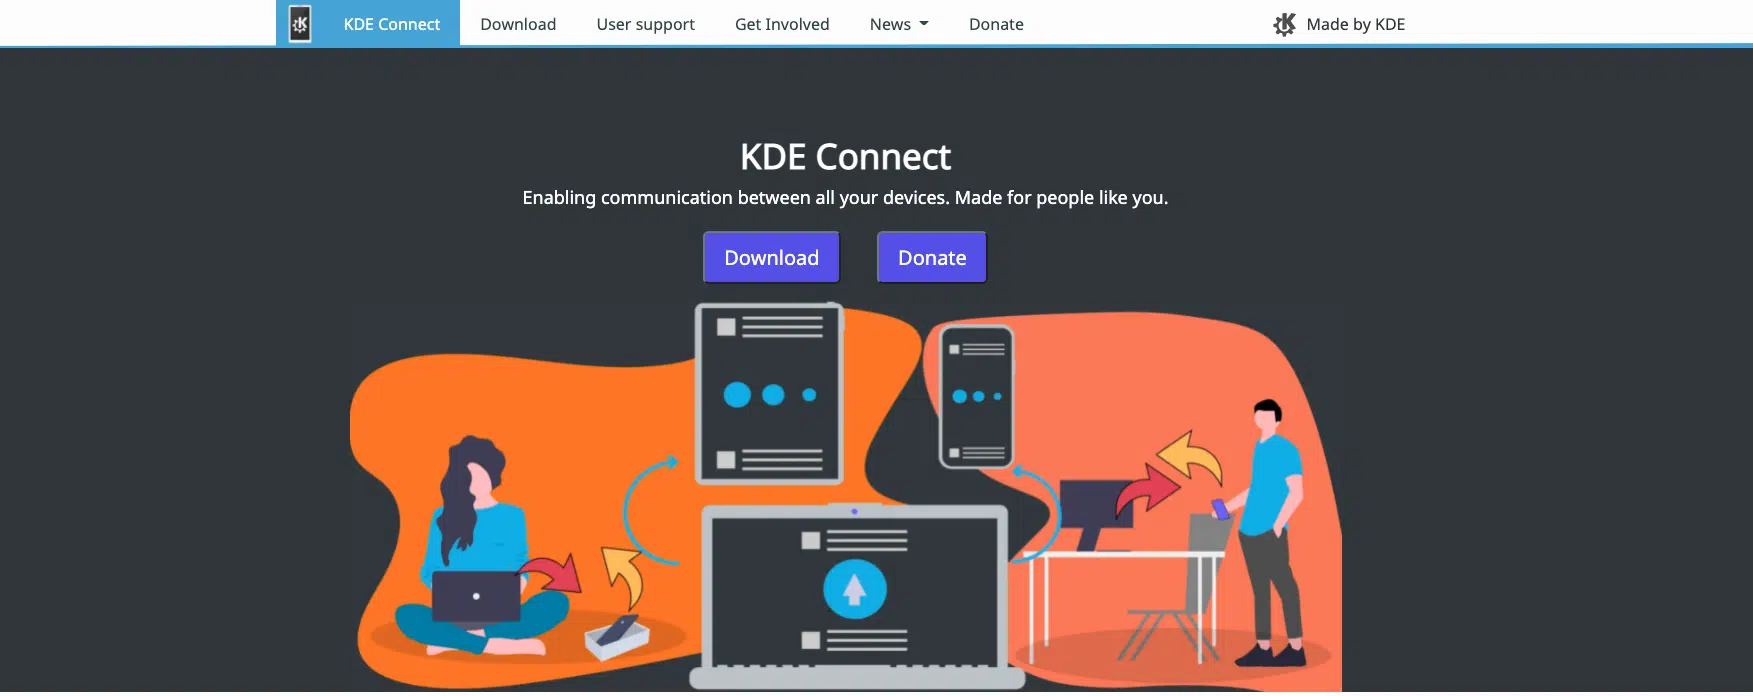 KDE Connect Download User support Get Involved News Donate Made by KDE
KDE Connect
Enabling communication between all your devices. Made for people like you.
Download Donate